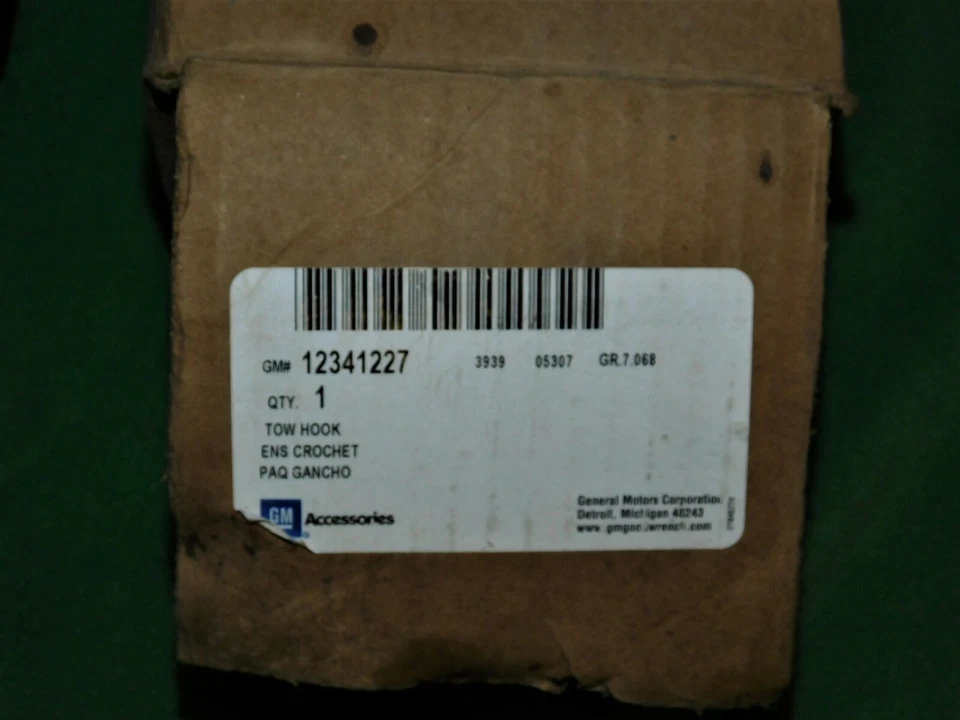 GM# 12341227 3939 05307 GR.7.068
QTY. 1
TOW HOOK
ENS CROCHET
PAQ GANCHO
GM Accessories
General Motors Corporation
Detroit, Michigan 48243